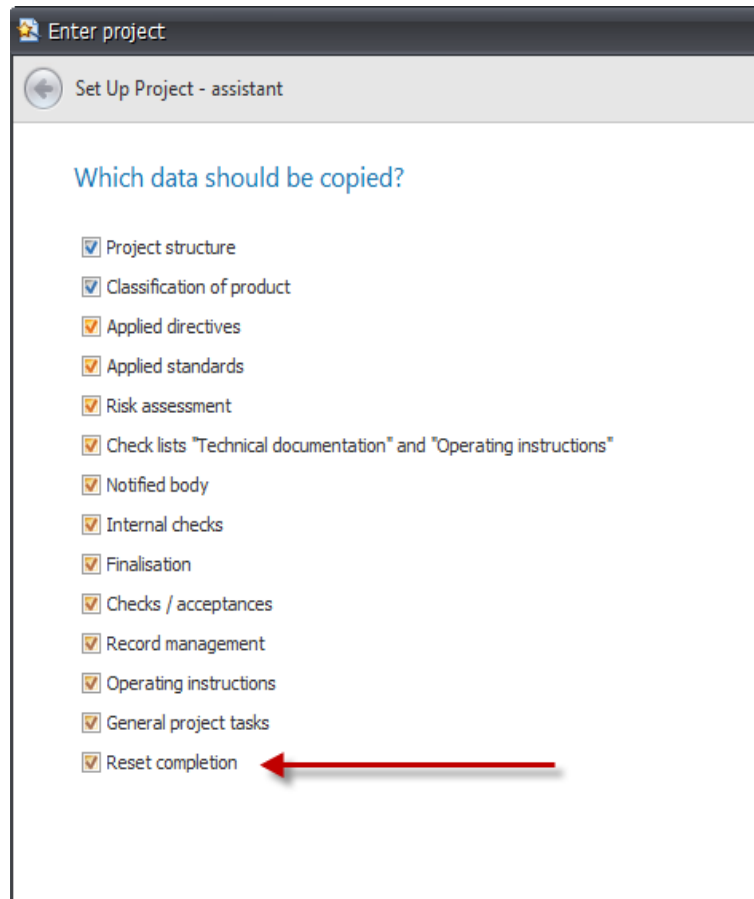 Enter project
Set Up Project - assistant
Which data should be copied?
Project structure
Classification of product
Applied directives
Applied standards
Risk assessment
Check lists "Technical documentation" and "Operating instructions"
Notified body
Internal checks
Finalisation
Checks / acceptances
Record management
Operating instructions
General project tasks
Reset completion